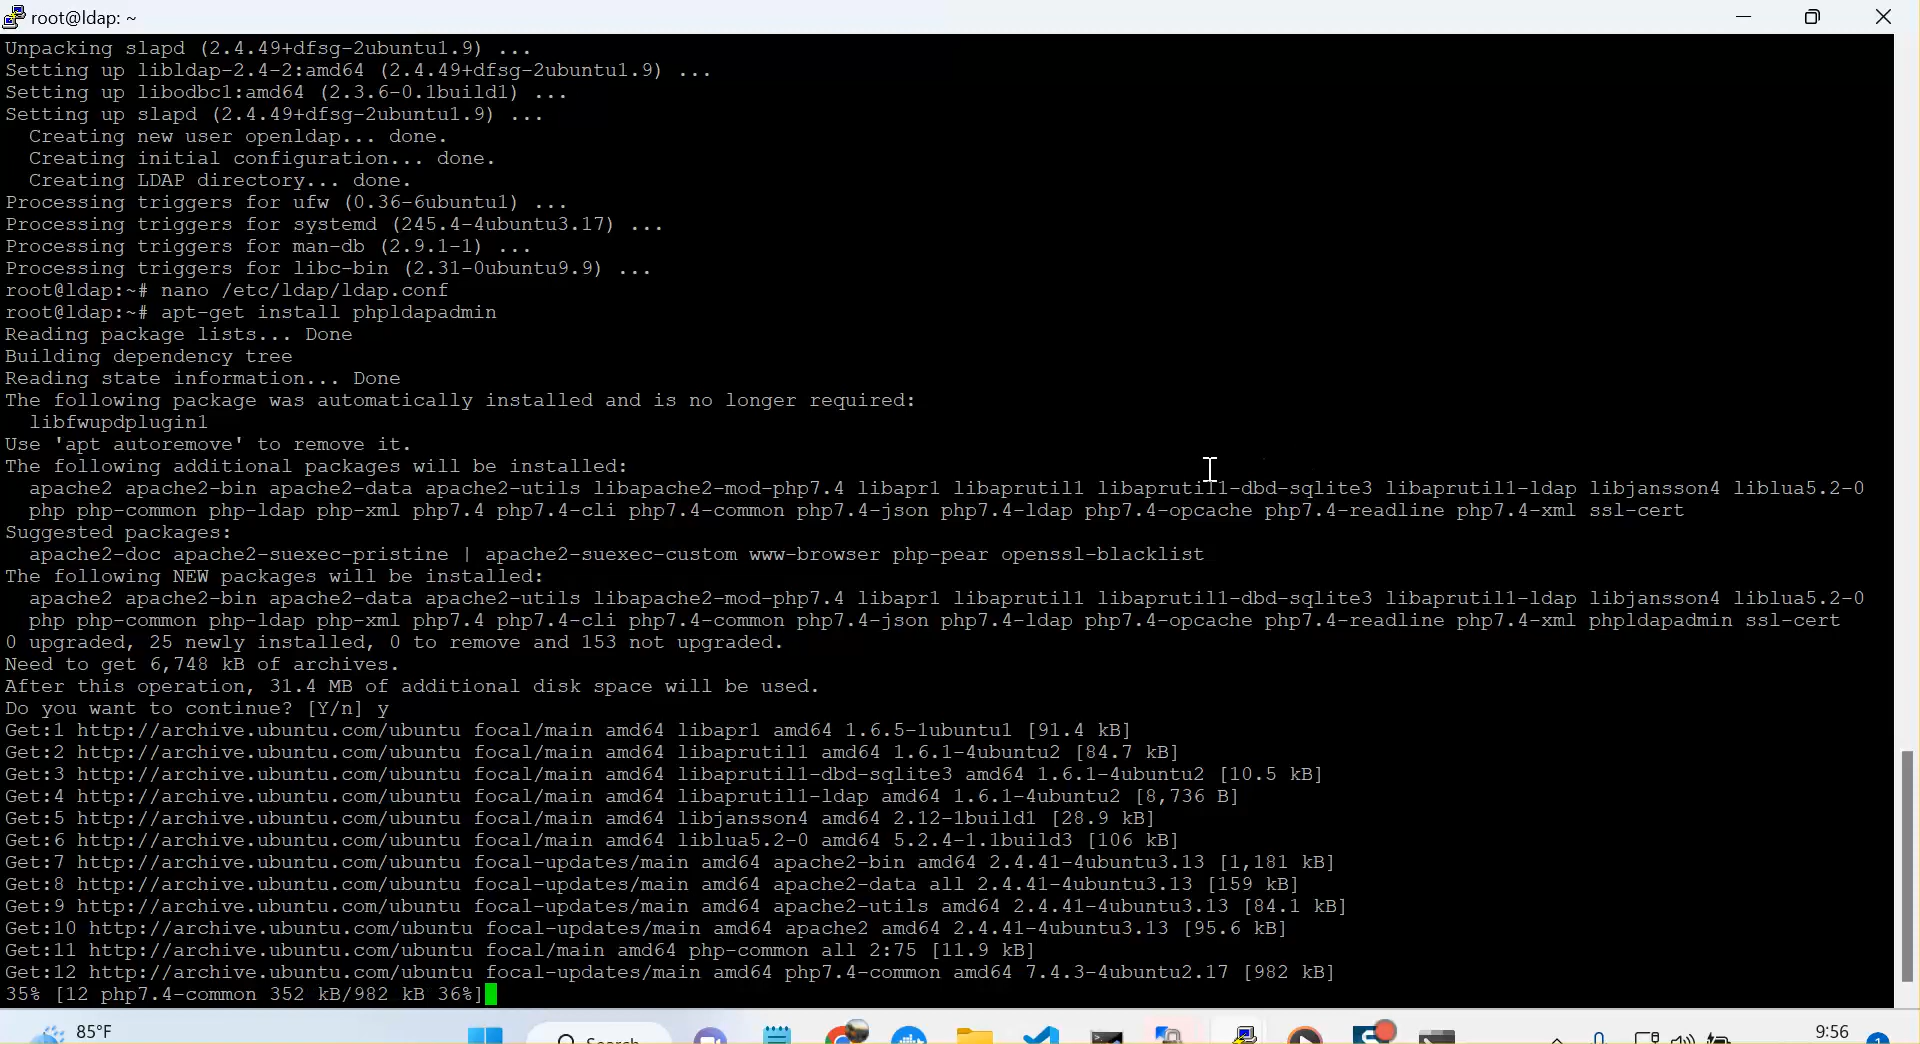 root@ldap: ~
Unpacking slapd (2.4.49+dfsg-2ubuntu1.9) ...
Setting up libldap-2.4-2:amd64 (2.4.49+dfsg-2ubuntu1.9) ...
Setting up libodbc1:amd64 (2.3.6-0.1build1) ...
Setting up slapd (2.4.49+dfsg-2ubuntu1.9) ...
  Creating new user openldap... done.
  Creating initial configuration... done.
  Creating LDAP directory... done.
Processing triggers for ufw (0.36-6ubuntu1) ...
Processing triggers for systemd (245.4-4ubuntu3.17) ...
Processing triggers for man-db (2.9.1-1) ...
Processing triggers for libc-bin (2.31-0ubuntu9.9) ...
root@ldap:~# nano /etc/ldap/ldap.conf
root@ldap:~# apt-get install phpldapadmin
Reading package lists... Done
Building dependency tree
Reading state information... Done
The following package was automatically installed and is no longer required:
  libfwupdplugin1
Use 'apt autoremove' to remove it.
The following additional packages will be installed:
  apache2 apache2-bin apache2-data apache2-utils libapache2-mod-php7.4 libapr1 libaprutil1 libaprutil1-dbd-sqlite3 libaprutil1-ldap libjansson4 liblua5.2-0
  php php-common php-ldap php-xml php7.4 php7.4-cli php7.4-common php7.4-json php7.4-ldap php7.4-opcache php7.4-readline php7.4-xml ssl-cert
Suggested packages:
  apache2-doc apache2-suexec-pristine | apache2-suexec-custom www-browser php-pear openssl-blacklist
The following NEW packages will be installed:
  apache2 apache2-bin apache2-data apache2-utils libapache2-mod-php7.4 libapr1 libaprutil1 libaprutil1-dbd-sqlite3 libaprutil1-ldap libjansson4 liblua5.2-0
  php php-common php-ldap php-xml php7.4 php7.4-cli php7.4-common php7.4-json php7.4-ldap php7.4-opcache php7.4-readline php7.4-xml phpldapadmin ssl-cert
0 upgraded, 25 newly installed, 0 to remove and 153 not upgraded.
Need to get 6,748 kB of archives.
After this operation, 31.4 MB of additional disk space will be used.
Do you want to continue? [Y/n] y
Get:1 http://archive.ubuntu.com/ubuntu focal/main amd64 libapr1 amd64 1.6.5-1ubuntu1 [91.4 kB]
Get:2 http://archive.ubuntu.com/ubuntu focal/main amd64 libaprutil1 amd64 1.6.1-4ubuntu2 [84.7 kB]
Get:3 http://archive.ubuntu.com/ubuntu focal/main amd64 libaprutil1-dbd-sqlite3 amd64 1.6.1-4ubuntu2 [10.5 kB]
Get:4 http://archive.ubuntu.com/ubuntu focal/main amd64 libaprutil1-ldap amd64 1.6.1-4ubuntu2 [8,736 B]
Get:5 http://archive.ubuntu.com/ubuntu focal/main amd64 libjansson4 amd64 2.12-1build1 [28.9 kB]
Get:6 http://archive.ubuntu.com/ubuntu focal/main amd64 liblua5.2-0 amd64 5.2.4-1.1build3 [106 kB]
Get:7 http://archive.ubuntu.com/ubuntu focal-updates/main amd64 apache2-bin amd64 2.4.41-4ubuntu3.13 [1,181 kB]
Get:8 http://archive.ubuntu.com/ubuntu focal-updates/main amd64 apache2-data all 2.4.41-4ubuntu3.13 [159 kB]
Get:9 http://archive.ubuntu.com/ubuntu focal-updates/main amd64 apache2-utils amd64 2.4.41-4ubuntu3.13 [84.1 kB]
Get:10 http://archive.ubuntu.com/ubuntu focal-updates/main amd64 apache2 amd64 2.4.41-4ubuntu3.13 [95.6 kB]
Get:11 http://archive.ubuntu.com/ubuntu focal/main amd64 php-common all 2:75 [11.9 kB]
Get:12 http://archive.ubuntu.com/ubuntu focal-updates/main amd64 php7.4-common amd64 7.4.3-4ubuntu2.17 [982 kB]
35% [12 php7.4-common 352 kB/982 kB 36%]
85°F
Search
9:56
1